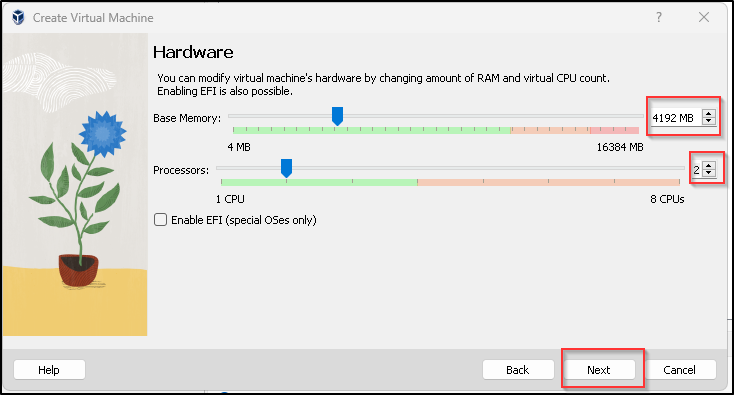 Create Virtual Machine
?
Hardware
You can modify virtual machine's hardware by changing amount of RAM and virtual CPU count.
Enabling EFI is also possible.
Base Memory:
4192 MB
4 MB
16384 MB
Processors:
2
1 CPU
8 CPUs
Enable EFI (special OSes only)
Help
Back
Next
Cancel